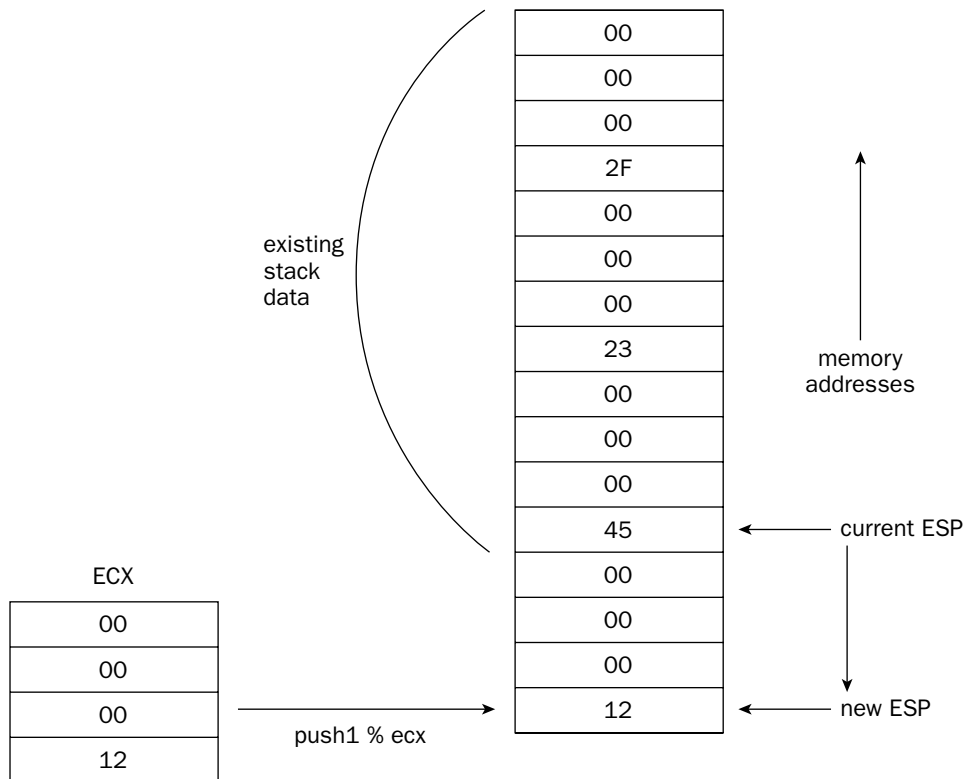 00
00
00
2F
00
00
00
23
00
00
00
45
00
00
00
12
existing
stack
data
memory
addresses
current ESP
new ESP
ECX
00
00
00
12
push1 % ecx